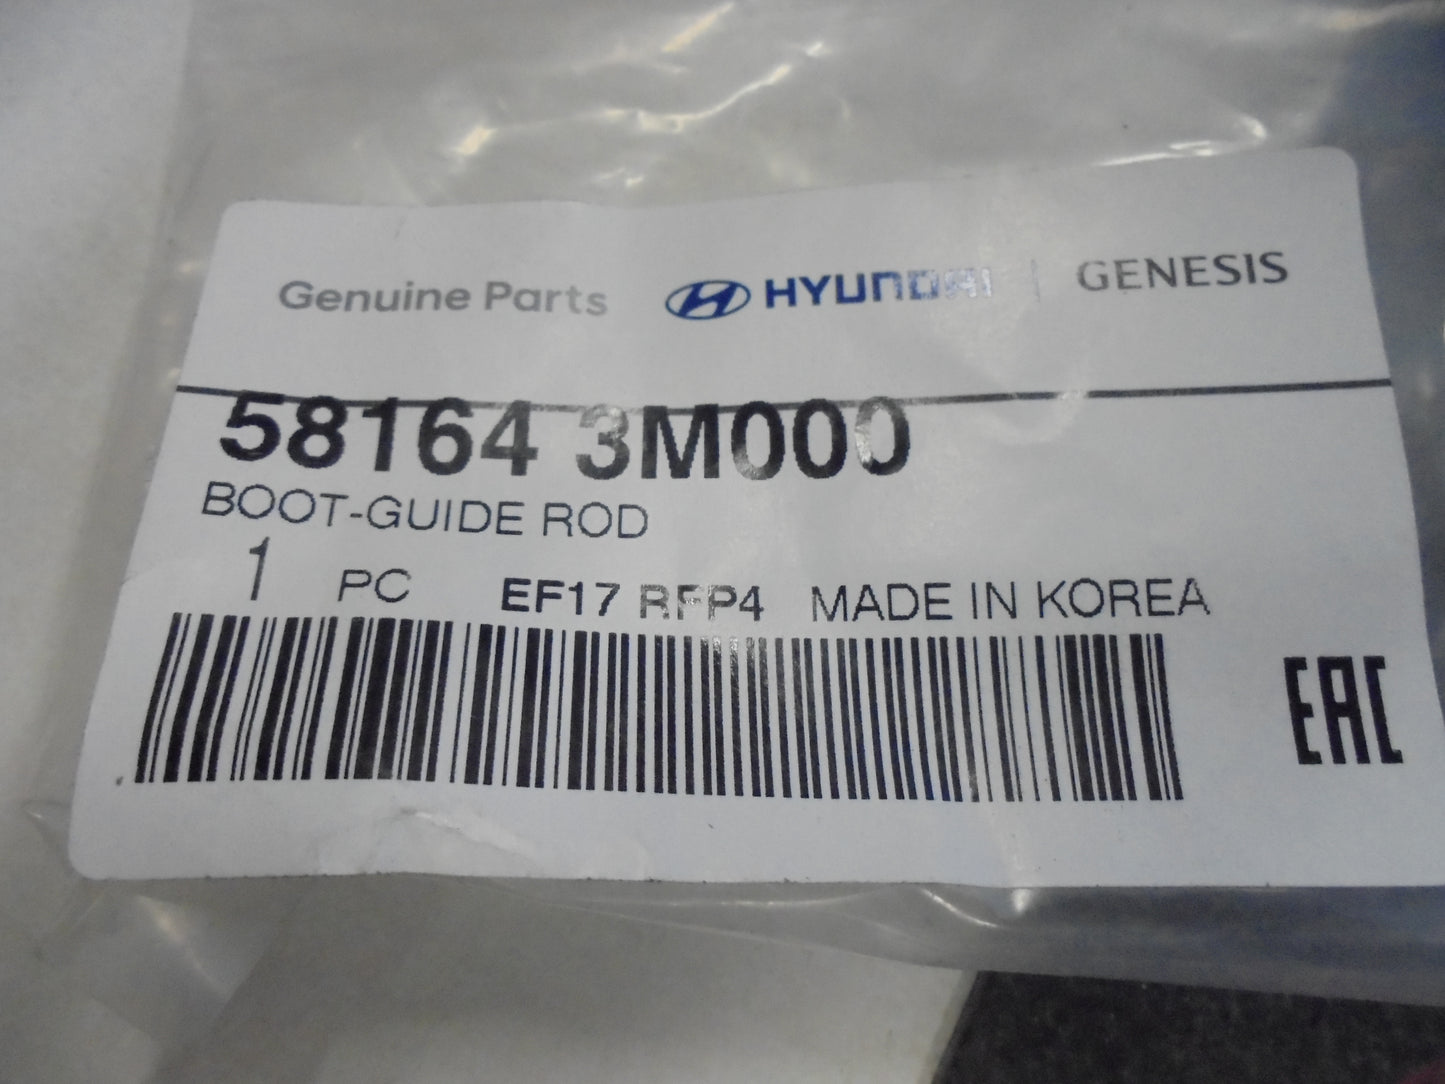 Genuine Parts HYUNDAI | GENESIS
58164 3M000
BOOT-GUIDE ROD
1 PC EF17 RFP4 MADE IN KOREA
EAC